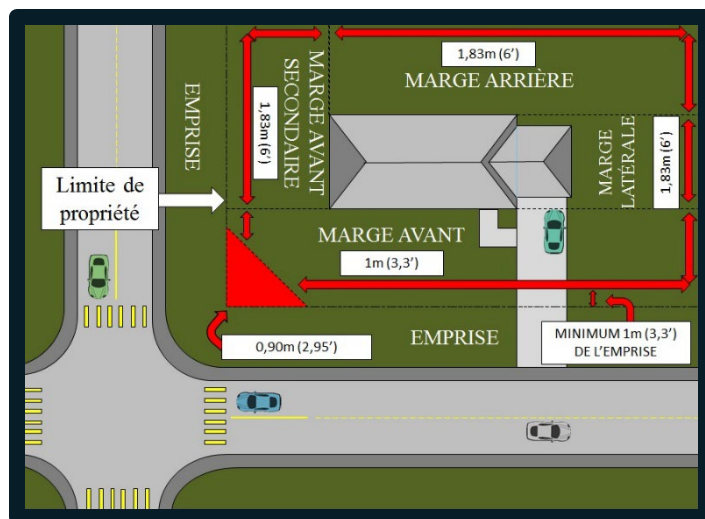 1,83m (6')
MARGE ARRIÈRE
MARGE AVANT
SECONDAIRE
1,83m (6')
EMPRISE
MARGE
LATÉRALE
1,83m (6')
Limite de
propriété
MARGE AVANT
1m (3,3')
0,90m (2,95')
EMPRISE
MINIMUM 1m (3,3')
DE L'EMPRISE